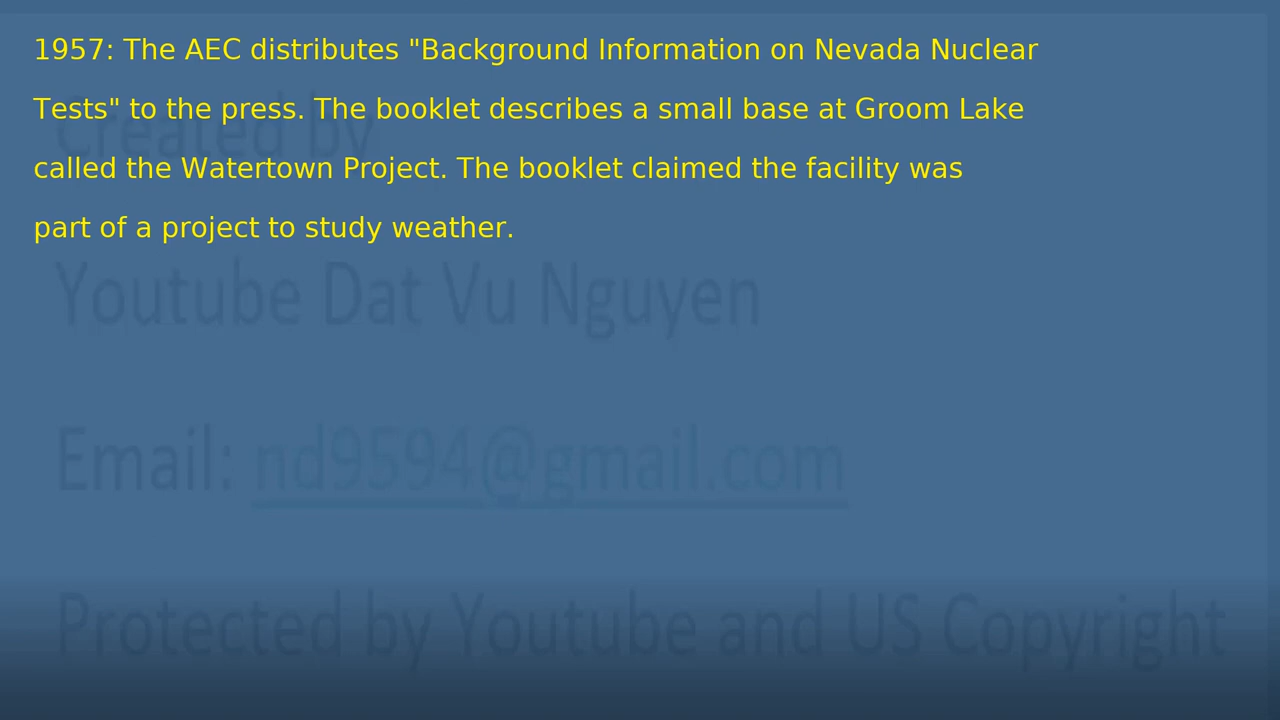 1957: The AEC distributes "Background Information on Nevada Nuclear
Tests" to the press. The booklet describes a small base at Groom Lake
called the Watertown Project. The booklet claimed the facility was
part of a project to study weather.
Created by
Youtube Dat Vu Nguyen
Email: nd9594@gmail.com
Protected by Youtube and US Copyright